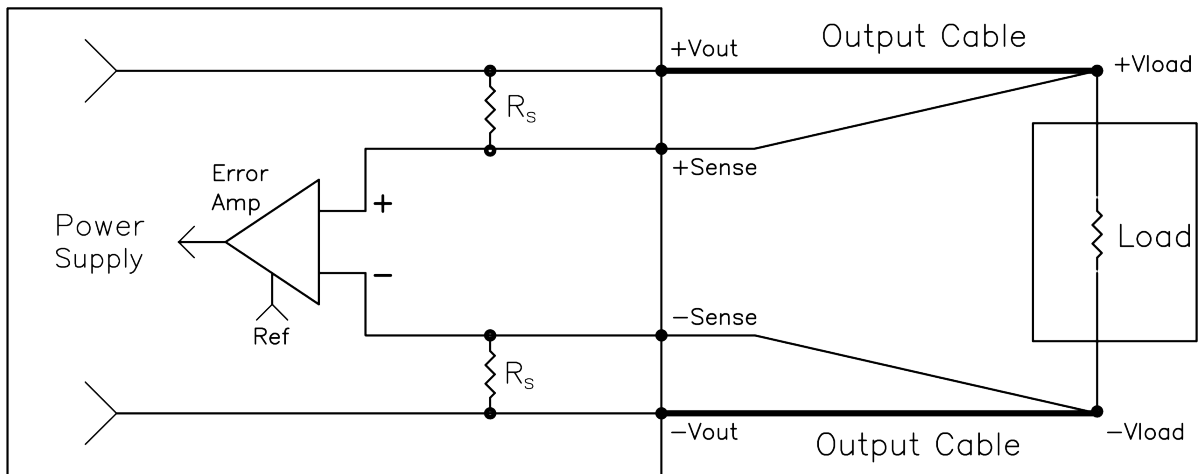 Output Cable
+Vout
+Vload
Rs
+Sense
Error
Amp
+
Power
Supply
Load
−
Ref
−Sense
Rs
−Vout
−Vload
Output Cable